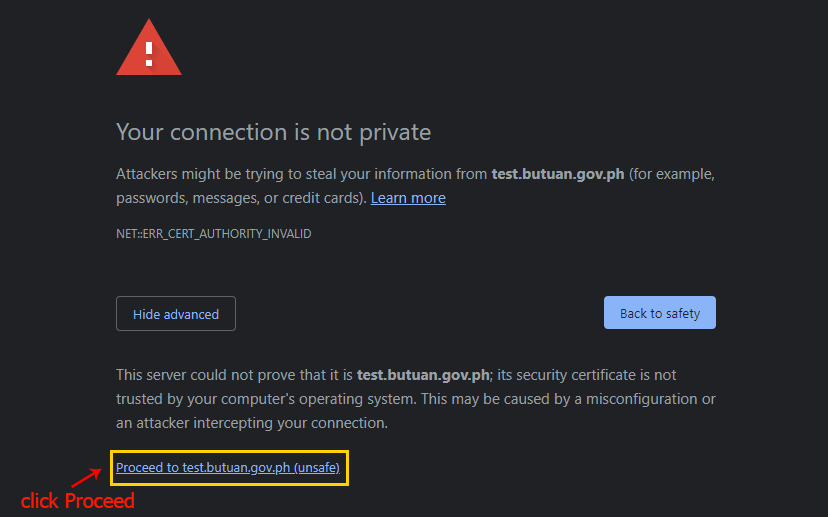 Your connection is not private
Attackers might be trying to steal your information from test.butuan.gov.ph (for example,
passwords, messages, or credit cards). Learn more
NET::ERR_CERT_AUTHORITY_INVALID
Hide advanced
Back to safety
This server could not prove that it is test.butuan.gov.ph; its security certificate is not
trusted by your computer's operating system. This may be caused by a misconfiguration or
an attacker intercepting your connection.
Proceed to test.butuan.gov.ph (unsafe)
click Proceed